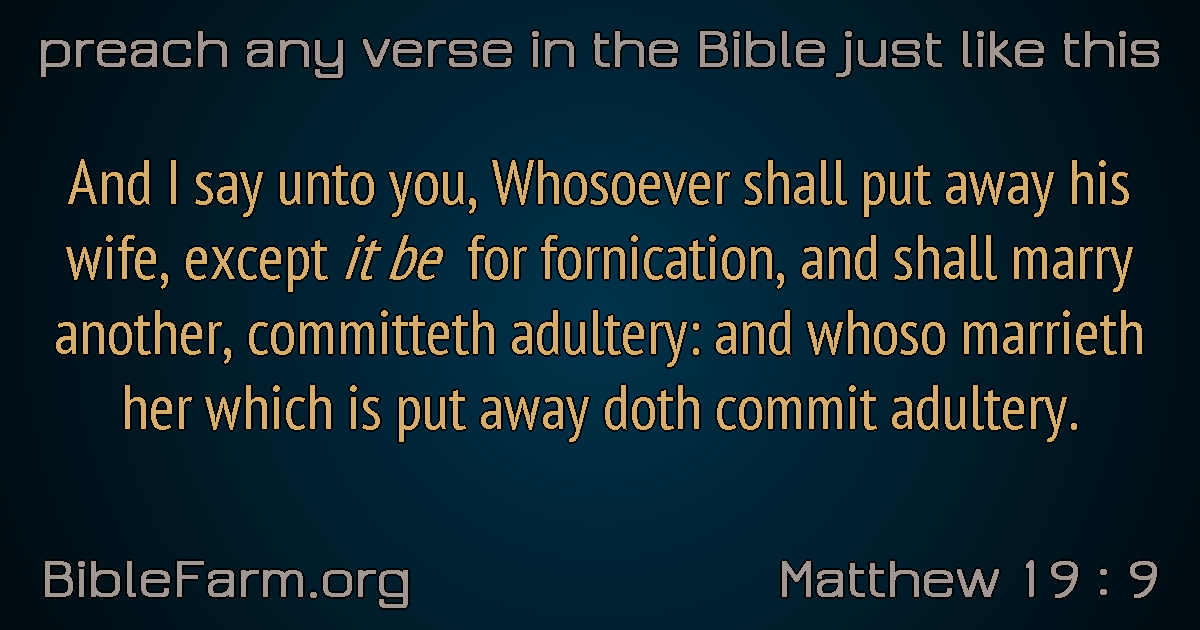 preach any verse in the Bible just like this
And I say unto you, Whosoever shall put away his
wife, except it be for fornication, and shall marry
another, committeth adultery: and whoso marrieth
her which is put away doth commit adultery.
BibleFarm.org
Matthew 19 : 9